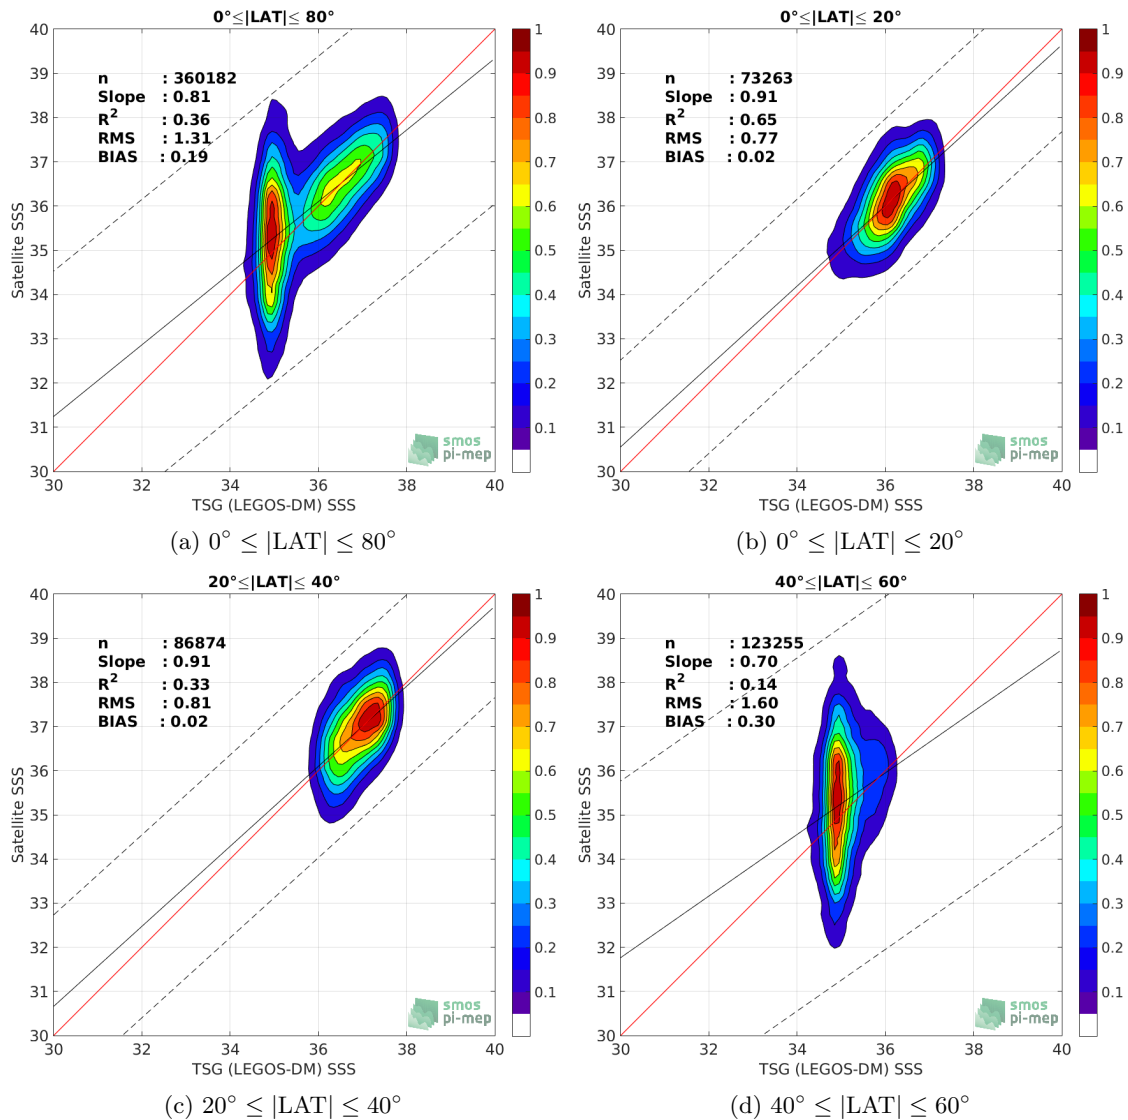 0°≤|LAT|≤ 80°
40
39
38
37
36
35
34
33
32
31
30
Satellite SSS
n : 360182
Slope : 0.81
R² : 0.36
RMS : 1.31
BIAS : 0.19
smos
pi-mep
30 32 34 36 38 40
TSG (LEGOS-DM) SSS
1
0.9
0.8
0.7
0.6
0.5
0.4
0.3
0.2
0.1
(a) 0° ≤ |LAT| ≤ 80°
0°≤|LAT|≤ 20°
40
39
38
37
36
35
34
33
32
31
30
Satellite SSS
n : 73263
Slope : 0.91
R² : 0.65
RMS : 0.77
BIAS : 0.02
smos
pi-mep
30 32 34 36 38 40
TSG (LEGOS-DM) SSS
1
0.9
0.8
0.7
0.6
0.5
0.4
0.3
0.2
0.1
(b) 0° ≤ |LAT| ≤ 20°
20°≤|LAT|≤ 40°
40
39
38
37
36
35
34
33
32
31
30
Satellite SSS
n : 86874
Slope : 0.91
R² : 0.33
RMS : 0.81
BIAS : 0.02
smos
pi-mep
30 32 34 36 38 40
TSG (LEGOS-DM) SSS
1
0.9
0.8
0.7
0.6
0.5
0.4
0.3
0.2
0.1
(c) 20° ≤ |LAT| ≤ 40°
40°≤|LAT|≤ 60°
40
39
38
37
36
35
34
33
32
31
30
Satellite SSS
n : 123255
Slope : 0.70
R² : 0.14
RMS : 1.60
BIAS : 0.30
smos
pi-mep
30 32 34 36 38 40
TSG (LEGOS-DM) SSS
1
0.9
0.8
0.7
0.6
0.5
0.4
0.3
0.2
0.1
(d) 40° ≤ |LAT| ≤ 60°